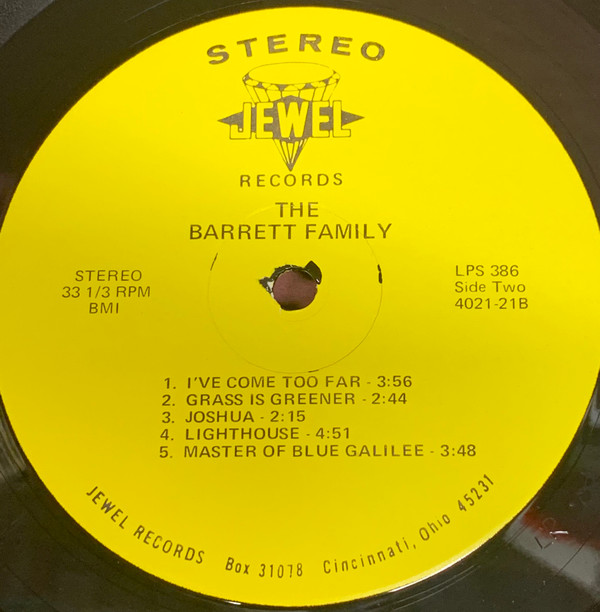 STEREO
JEWEL
RECORDS
THE
BARRETT FAMILY
STEREO
33 1/3 RPM
BMI
LPS 386
Side Two
4021-21B
1. I'VE COME TOO FAR - 3:56
2. GRASS IS GREENER - 2:44
3. JOSHUA - 2:15
4. LIGHTHOUSE - 4:51
5. MASTER OF BLUE GALILEE - 3:48
JEWEL RECORDS Box 31078 Cincinnati, Ohio 45231